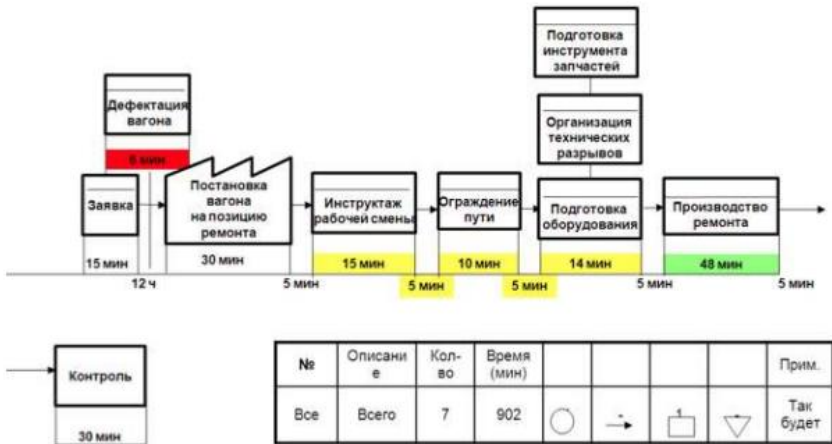 Подготовка
инструмента
запчастей
Дефектация
вагона
6 мин
Организация
технических
разрывов
Заявка
Постановка
вагона
на позицию
ремонта
Инструктаж
рабочей смены
Ограждение
пути
Подготовка
оборудования
Производство
ремонта
15 мин
30 мин
15 мин
10 мин
14 мин
48 мин
12 ч
5 мин
5 мин
5 мин
5 мин
5 мин
Контроль
30 мин
№ Описани Кол- Время Прим.
е во (мин)
Все Всего 7 902 1 Так
будет